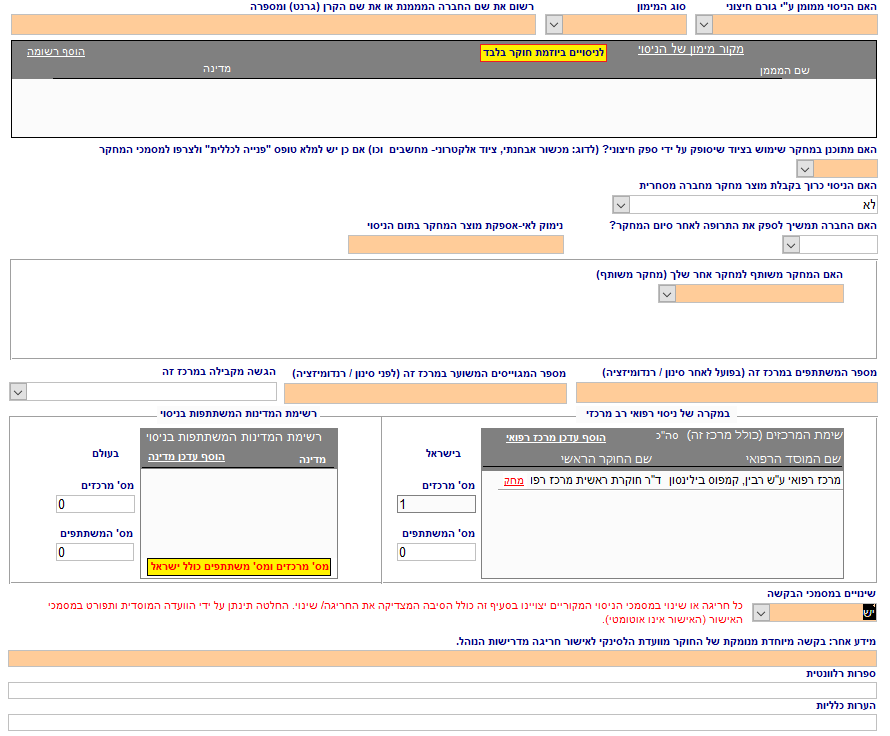 האם הניסוי ממומן ע"י גורם חיצוני
סוג המימון
רשום את שם החברה המממנת או את שם הקרן (גרנט) ומספרה
מקור מימון של הניסוי
לניסויים ביוזמת חוקר בלבד
הוסף רשומה
שם המממן
מדינה
האם מתוכנן במחקר שימוש בציוד שיסופק על ידי ספק חיצוני? (לדוג: מכשור אבחנתי, ציוד אלקטרוני- מחשבים וכו) אם כן יש למלא טופס "פנייה לכללית" ולצרפו למסמכי המחקר
האם הניסוי כרוך בקבלת מוצר מחקר מחברה מסחרית
לא
האם החברה תמשיך לספק את התרופה לאחר סיום המחקר?
נימוק לאי-אספקת מוצר המחקר בתום הניסוי
האם המחקר משותף למחקר אחר שלך (מחקר משותף)
מספר המשתתפים במרכז זה (בפועל לאחר סינון / רנדומיזציה)
מספר המגוייסים המשוער במרכז זה (לפני סינון / רנדומיזציה)
הגשה מקבילה במרכז זה
במקרה של ניסוי רפואי רב מרכזי
שימת המרכזים (כולל מרכז זה) סה"כ
הוסף עדכן מרכז רפואי
שם המוסד הרפואי
שם החוקר הראשי
מרכז רפואי ע"ש רבין, קמפוס בילינסון
ד"ר חוקרת ראשית מרכז רפו
מחק
בישראל
מס' מרכזים
1
מס' המשתתפים
0
רשימת המדינות המשתתפות בניסוי
רשימת המדינות המשתתפות בניסוי
הוסף עדכן מדינה
מדינה
מס' מרכזים ומס' משתתפים כולל ישראל
בעולם
מס' מרכזים
0
מס' המשתתפים
0
שינויים במסמכי הבקשה
יש
כל חריגה או שינוי במסמכי הניסוי המקוריים יצויינו בסעיף זה כולל הסיבה המצדיקה את החריגה/ שינוי. החלטה תינתן על ידי הוועדה המוסדית ותפורט במסמכי
האישור (האישור אינו אוטומטי).
מידע אחר: בקשה מיוחדת מנומקת של החוקר מוועדת הלסינקי לאישור חריגה מדרישות הנוהל.
ספרות רלוונטית
הערות כלליות